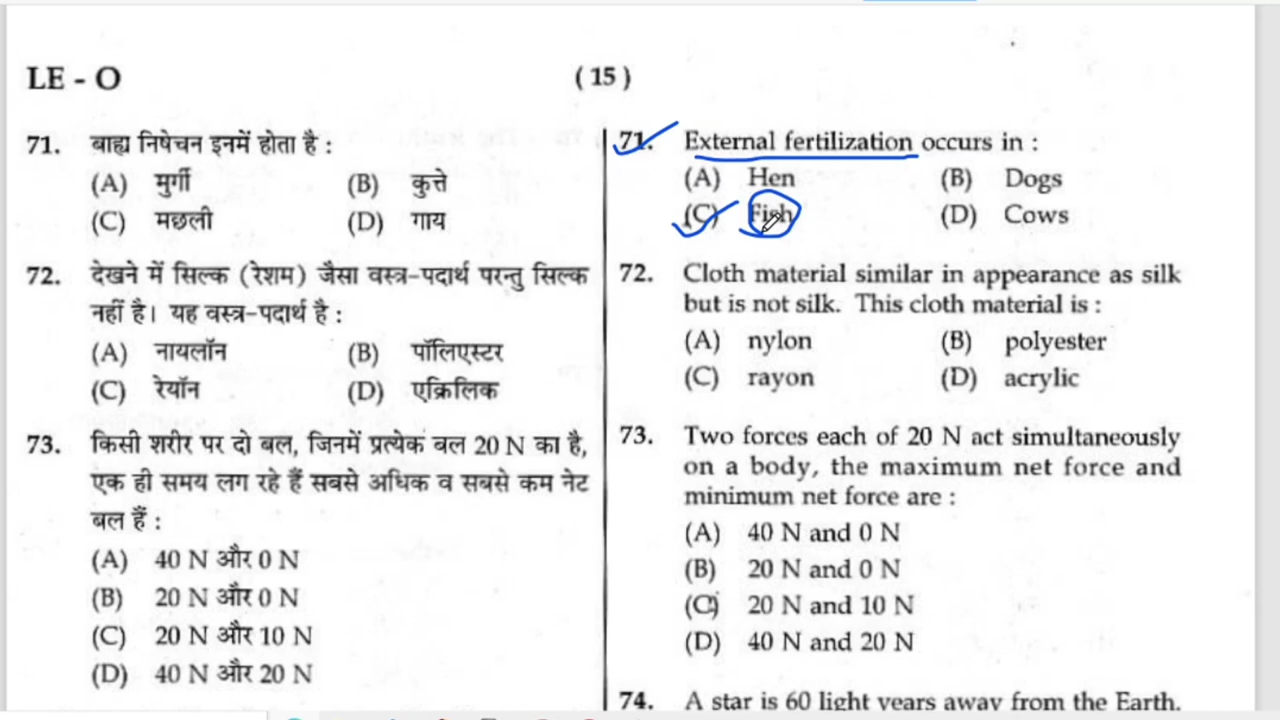 LE - O
( 15 )
71. बाह्य निषेचन इनमें होता है :
(A) मुर्गी (B) कुत्ते
(C) मछली (D) गाय
72. देखने में सिल्क (रेशम) जैसा वस्त्र-पदार्थ परन्तु सिल्क
नहीं है। यह वस्त्र-पदार्थ है :
(A) नायलॉन (B) पॉलिएस्टर
(C) रेयॉन (D) एक्रिलिक
73. किसी शरीर पर दो बल, जिनमें प्रत्येक बल 20 N का है,
एक ही समय लग रहे हैं सबसे अधिक व सबसे कम नेट
बल हैं :
(A) 40 N और 0 N
(B) 20 N और 0 N
(C) 20 N और 10 N
(D) 40 N और 20 N
71. External fertilization occurs in :
(A) Hen (B) Dogs
(C) Fish (D) Cows
72. Cloth material similar in appearance as silk
but is not silk. This cloth material is :
(A) nylon (B) polyester
(C) rayon (D) acrylic
73. Two forces each of 20 N act simultaneously
on a body, the maximum net force and
minimum net force are :
(A) 40 N and 0 N
(B) 20 N and 0 N
(C) 20 N and 10 N
(D) 40 N and 20 N
74. A star is 60 light years away from the Earth.